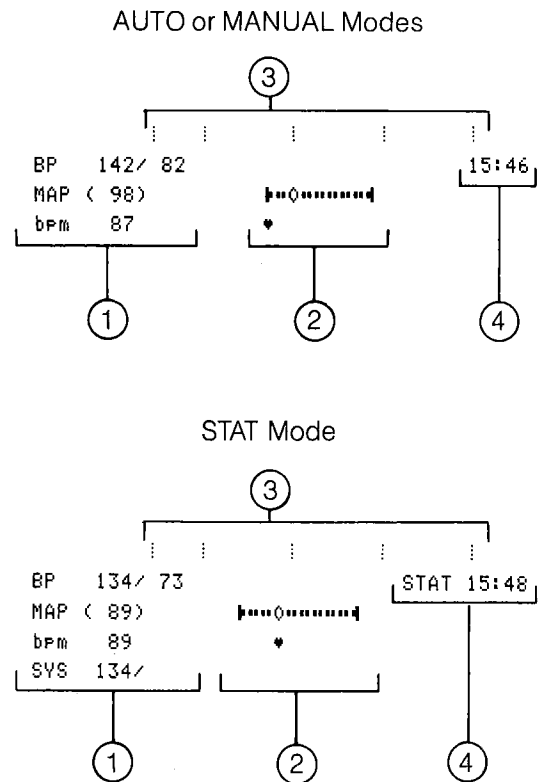 AUTO or MANUAL Modes
3
BP 142/ 82 15:46
MAP ( 98)
bpm 87
1 2 4
STAT Mode
3
BP 134/ 73 STAT 15:48
MAP ( 89)
bpm 89
SYS 134/
1 2 4